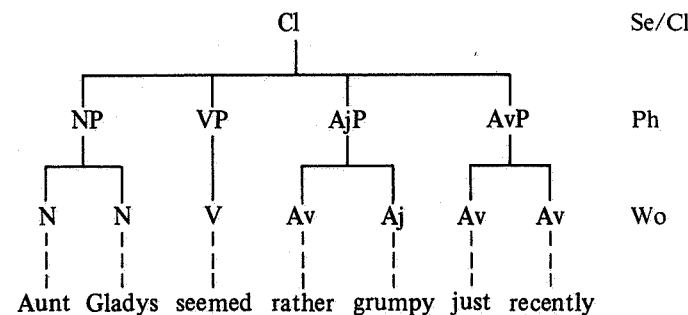 Cl Se/Cl
NP VP AjP AvP Ph
N N V Av Aj Av Av Wo
Aunt Gladys seemed rather grumpy just recently